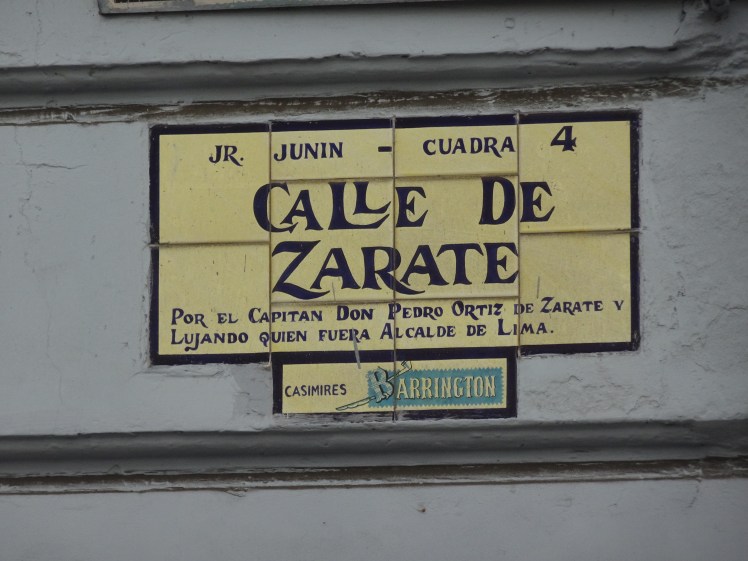 JR. JUNIN - CUADRA 4
CALLE DE
ZARATE
POR EL CAPITAN DON PEDRO ORTIZ DE ZARATE Y
LUJANDO QUIEN FUERA ALCALDE DE LIMA.
CASIMIRES BARRINGTON